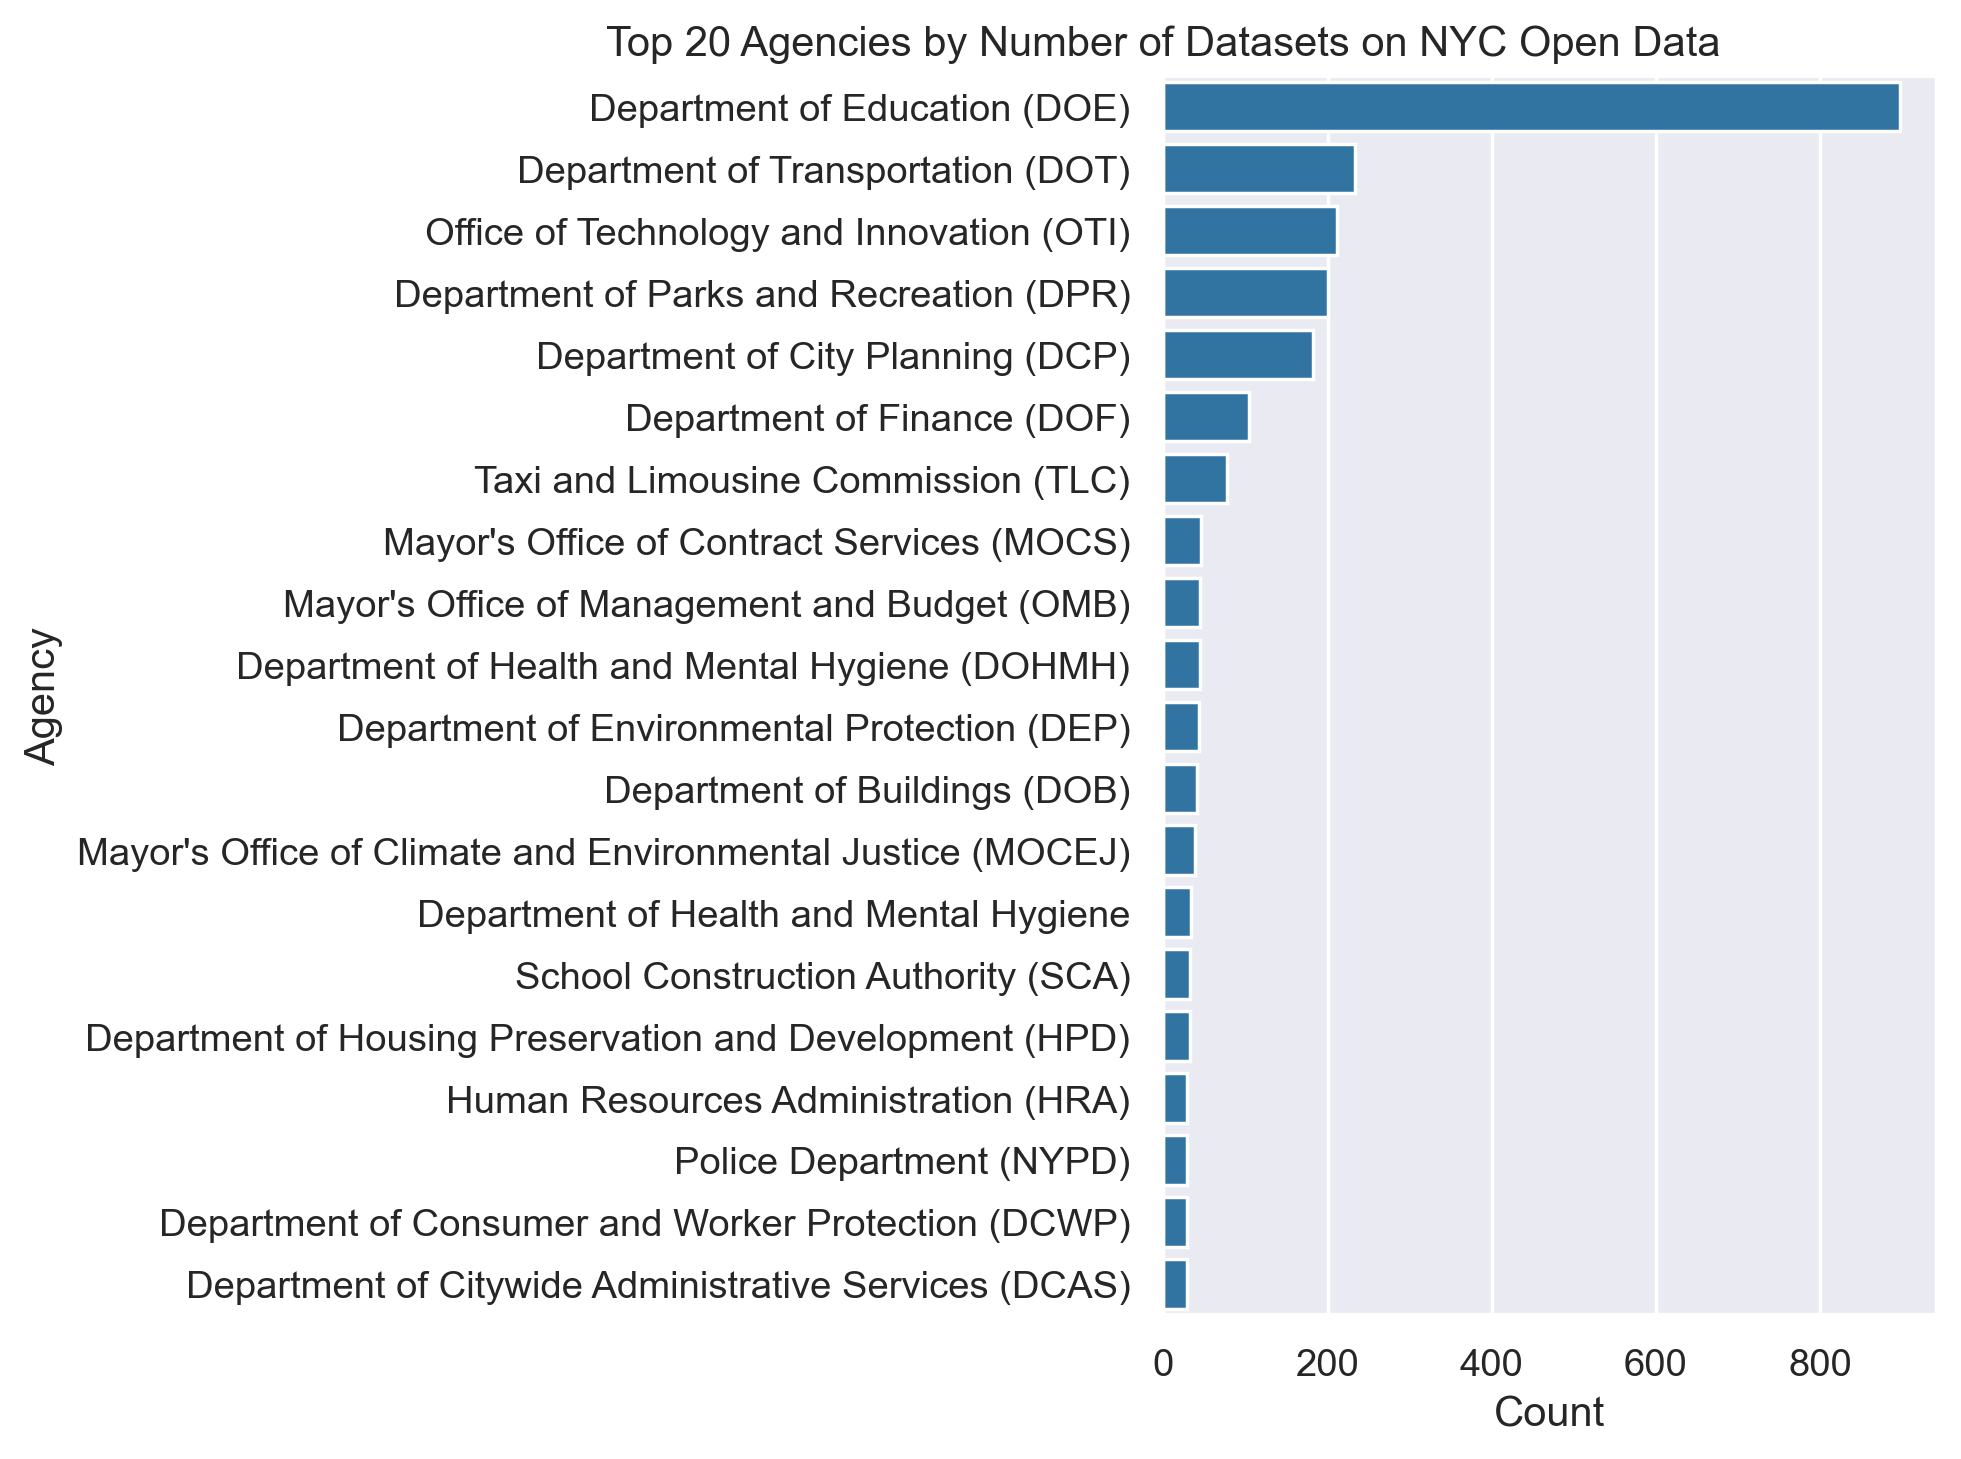 Top 20 Agencies by Number of Datasets on NYC Open Data
Department of Education (DOE)
Department of Transportation (DOT)
Office of Technology and Innovation (OTI)
Department of Parks and Recreation (DPR)
Department of City Planning (DCP)
Department of Finance (DOF)
Taxi and Limousine Commission (TLC)
Mayor's Office of Contract Services (MOCS)
Mayor's Office of Management and Budget (OMB)
Department of Health and Mental Hygiene (DOHMH)
Department of Environmental Protection (DEP)
Department of Buildings (DOB)
Mayor's Office of Climate and Environmental Justice (MOCEJ)
Department of Health and Mental Hygiene
School Construction Authority (SCA)
Department of Housing Preservation and Development (HPD)
Human Resources Administration (HRA)
Police Department (NYPD)
Department of Consumer and Worker Protection (DCWP)
Department of Citywide Administrative Services (DCAS)
Agency
0 200 400 600 800
Count